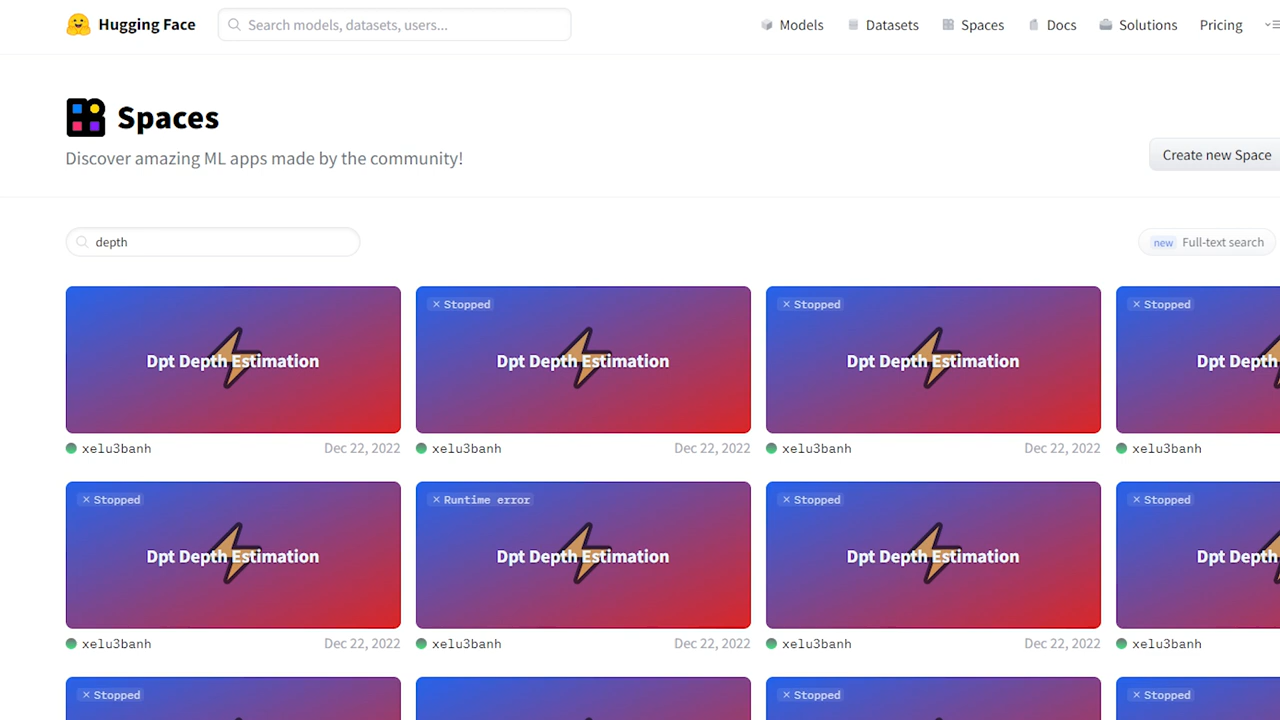 Hugging Face
Search models, datasets, users...
Models
Datasets
Spaces
Docs
Solutions
Pricing
Spaces
Discover amazing ML apps made by the community!
Create new Space
depth
new Full-text search
Dpt Depth Estimation
xelu3banh Dec 22, 2022
× Stopped
Dpt Depth Estimation
xelu3banh Dec 22, 2022
× Stopped
Dpt Depth Estimation
xelu3banh Dec 22, 2022
× Stopped
Dpt Depth
xelu3banh
× Stopped
Dpt Depth Estimation
xelu3banh Dec 22, 2022
× Runtime error
Dpt Depth Estimation
xelu3banh Dec 22, 2022
× Stopped
Dpt Depth Estimation
xelu3banh Dec 22, 2022
× Stopped
Dpt Depth
xelu3banh
× Stopped
× Stopped
× Stopped